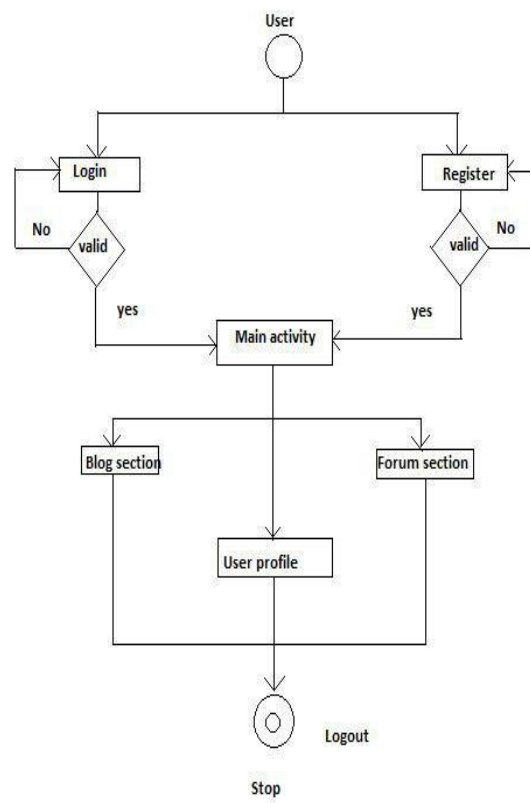 User
Login
Register
No
valid
valid
No
yes
yes
Main activity
Blog section
Forum section
User profile
Logout
Stop